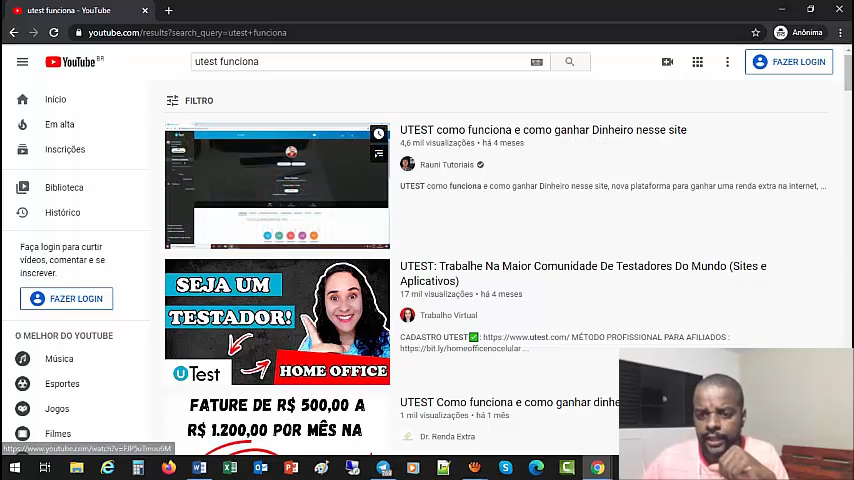 utest funciona - YouTube
youtube.com/results?search_query=utest+funciona
Anônima
YouTube BR
utest funciona
FAZER LOGIN
Início
Em alta
Inscrições
Biblioteca
Histórico
Faça login para curtir
vídeos, comentar e se
inscrever.
FAZER LOGIN
O MELHOR DO YOUTUBE
Música
Esportes
Jogos
Filmes
FILTRO
UTEST como funciona e como ganhar Dinheiro nesse site
4,6 mil visualizações • há 4 meses
Rauni Tutoriais
UTEST como funciona e como ganhar Dinheiro nesse site, nova plataforma para ganhar uma renda extra na internet, ...
SEJA UM
TESTADOR!
uTest
HOME OFFICE
UTEST: Trabalhe Na Maior Comunidade De Testadores Do Mundo (Sites e
Aplicativos)
17 mil visualizações • há 4 meses
Trabalho Virtual
CADASTRO UTEST✅: https://www.utest.com/ MÉTODO PROFISSIONAL PARA AFILIADOS :
https://bit.ly/homeofficenocelular...
FATURE DE R$ 500,00 A
R$ 1.200,00 POR MÊS NA
UTEST Como funciona e como ganhar dinhe
1 mil visualizações • há 1 mês
Dr. Renda Extra